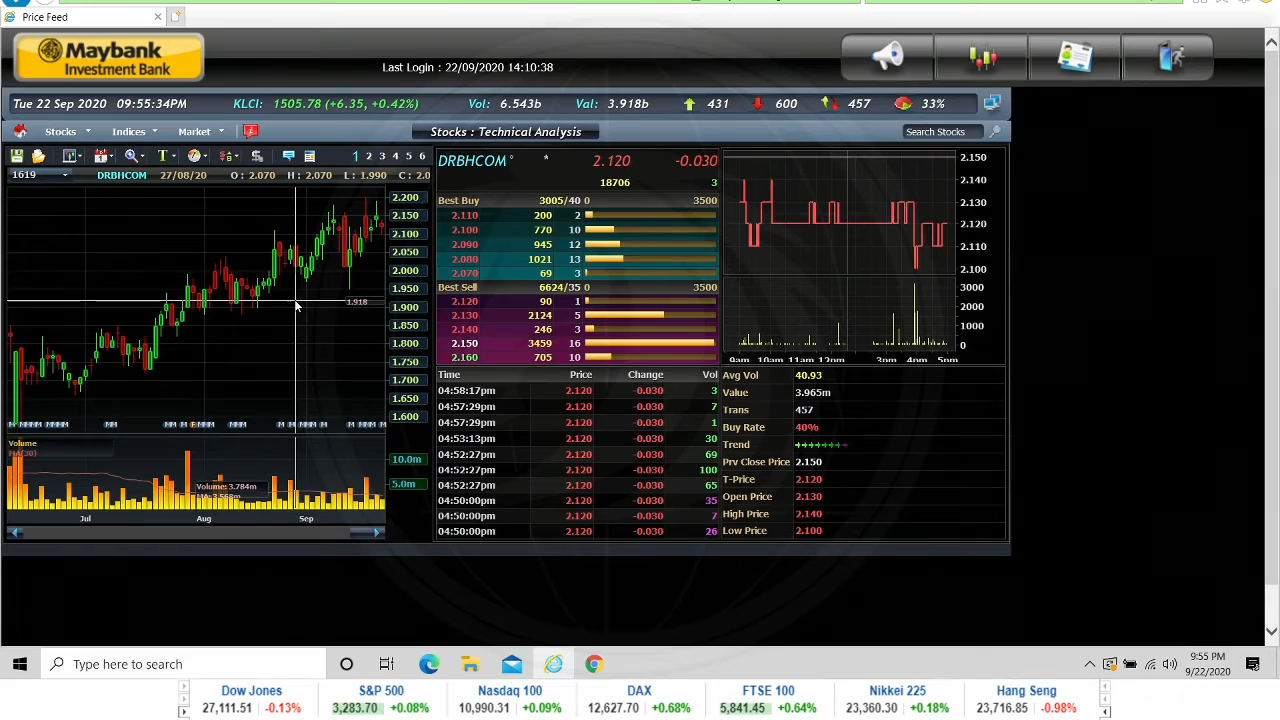 Price Feed
Maybank
Investment Bank
Last Login : 22/09/2020 14:10:38
Tue 22 Sep 2020 09:55:34PM KLCI: 1505.78 (+6.35, +0.42%) Vol: 6.543b Val: 3.918b 431 600 457 33%
Stocks Indices Market Stocks : Technical Analysis Search Stocks
T 1 2 3 4 5 6
1619 DRBHCOM 27/08/20 O : 2.070 H : 2.070 L : 1.990 C : 2.0
2.200
2.150
2.100
2.050
2.000
1.950
1.918
1.900
1.850
1.800
1.750
1.700
1.650
1.600
Volume
MA(30)
10.0m
5.0m
Volume: 3.784m
MA: 3.568m
Jul Aug Sep
DRBHCOM * 2.120 -0.030
18706 3
Best Buy 3005/40 0 3500
2.110 200 2
2.100 770 10
2.090 945 12
2.080 1021 13
2.070 69 3
Best Sell 6624/35 0 3500
2.120 90 1
2.130 2124 5
2.140 246 3
2.150 3459 16
2.160 705 10
2.150
2.140
2.130
2.120
2.110
2.100
3000
2000
1000
0
9am 10am 11am 12pm 3pm 4pm 5pm
Time Price Change Vol
04:58:17pm 2.120 -0.030 3
04:57:29pm 2.120 -0.030 7
04:57:29pm 2.120 -0.030 1
04:53:13pm 2.120 -0.030 30
04:52:27pm 2.120 -0.030 69
04:52:27pm 2.120 -0.030 100
04:52:27pm 2.120 -0.030 65
04:50:00pm 2.120 -0.030 35
04:50:00pm 2.120 -0.030 7
04:50:00pm 2.120 -0.030 26
Avg Vol 40.93
Value 3.965m
Trans 457
Buy Rate 40%
Trend
Prv Close Price 2.150
T-Price 2.120
Open Price 2.130
High Price 2.140
Low Price 2.100
Type here to search
9:55 PM
9/22/2020
Dow Jones S&P 500 Nasdaq 100 DAX FTSE 100 Nikkei 225 Hang Seng
27,111.51 -0.13% 3,283.70 +0.08% 10,990.31 +0.09% 12,627.70 +0.68% 5,841.45 +0.64% 23,360.30 +0.18% 23,716.85 -0.98%